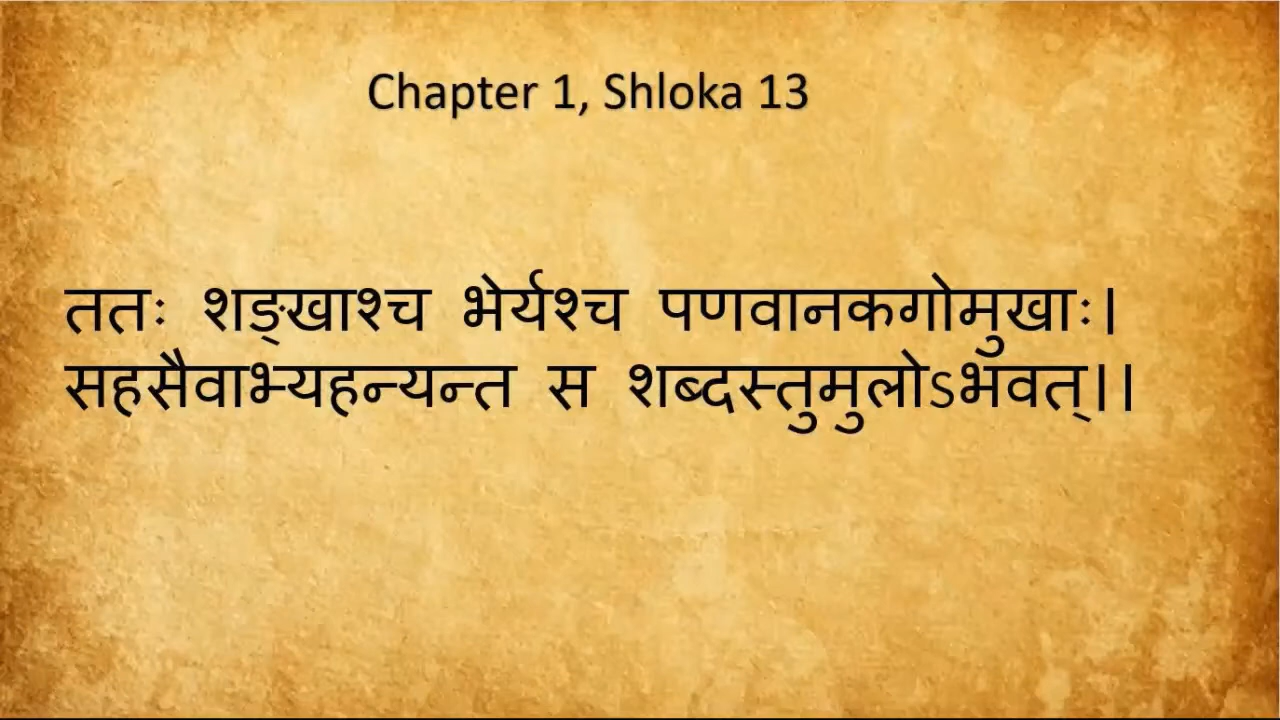 Chapter 1, Shloka 13
ततः शङ्खाश्च भेर्यश्च पणवानकगोमुखाः।
सहसैवाभ्यहन्यन्त स शब्दस्तुमुलोऽभवत्।।